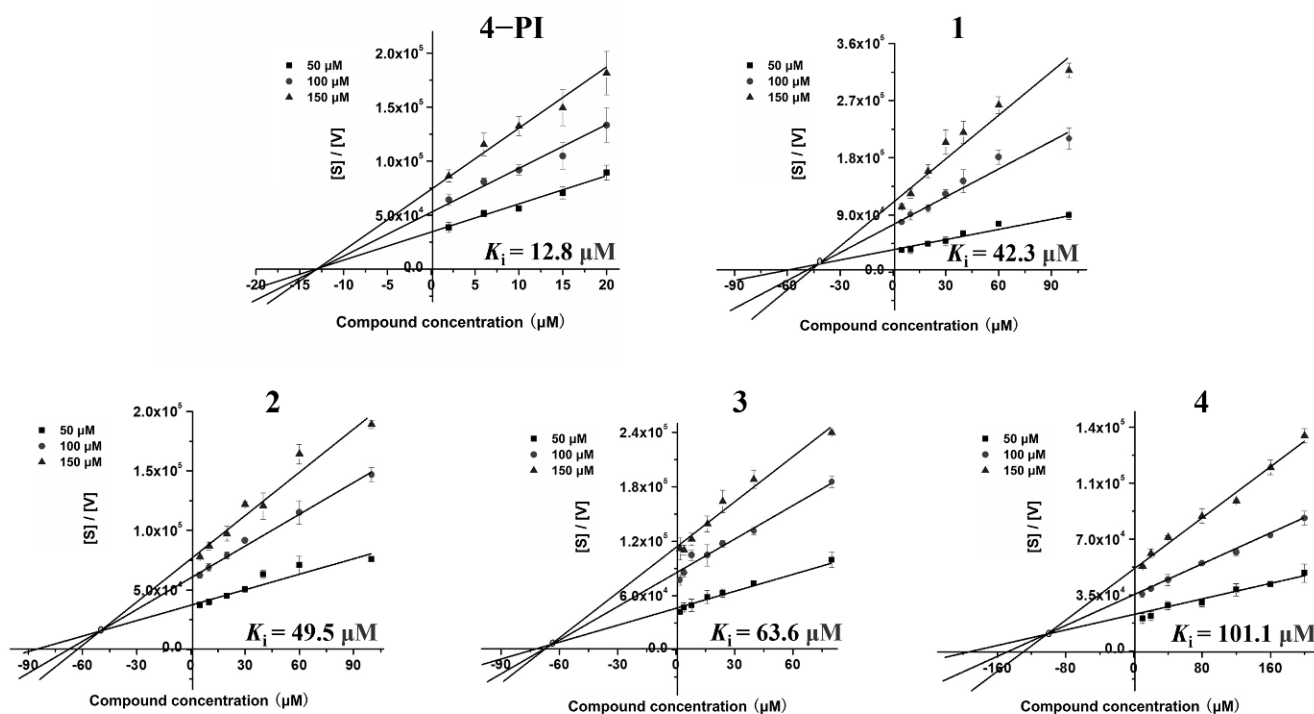 4−PI
50 μM
100 μM
150 μM
[S] / [V]
2.0x10⁵
1.5x10⁵
1.0x10⁵
5.0x10⁴
0.0
-20 -15 -10 -5 0 5 10 15 20
Kᵢ = 12.8 μM
Compound concentration (μM)
1
50 μM
100 μM
150 μM
[S] / [V]
3.6x10⁵
2.7x10⁵
1.8x10⁵
9.0x10⁴
0.0
-90 -60 -30 0 30 60 90
Kᵢ = 42.3 μM
Compound concentration (μM)
2
50 μM
100 μM
150 μM
[S] / [V]
2.0x10⁵
1.5x10⁵
1.0x10⁵
5.0x10⁴
0.0
-90 -60 -30 0 30 60 90
Kᵢ = 49.5 μM
Compound concentration (μM)
3
50 μM
100 μM
150 μM
[S] / [V]
2.4x10⁵
1.8x10⁵
1.2x10⁵
6.0x10⁴
0.0
-90 -60 -30 0 30 60
Kᵢ = 63.6 μM
Compound concentration (μM)
4
50 μM
100 μM
150 μM
[S] / [V]
1.4x10⁵
1.1x10⁵
7.0x10⁴
3.5x10⁴
0.0
-160 -80 0 80 160
Kᵢ = 101.1 μM
Compound concentration (μM)